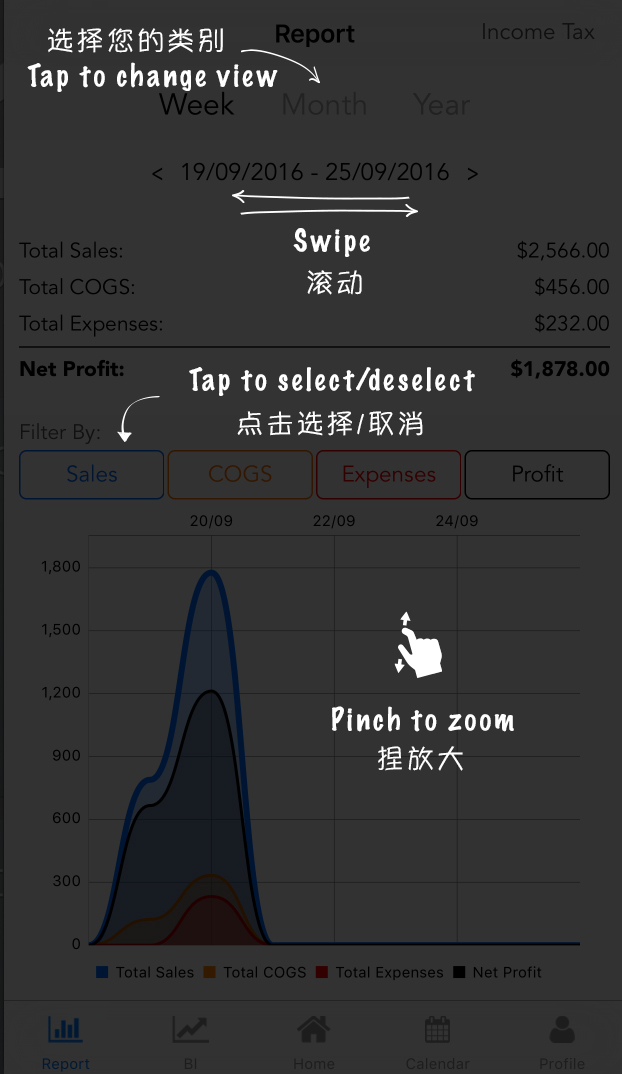 选择您的类别
Report
Income Tax
Tap to change view
Week Month Year
< 19/09/2016 - 25/09/2016 >
Swipe
滚动
Total Sales: $2,566.00
Total COGS: $456.00
Total Expenses: $232.00
Net Profit: $1,878.00
Tap to select/deselect
点击选择/取消
Filter By:
Sales COGS Expenses Profit
20/09 22/09 24/09
1,800
1,500
1,200
900
600
300
0
Pinch to zoom
捏放大
Total Sales Total COGS Total Expenses Net Profit
Report BI Home Calendar Profile